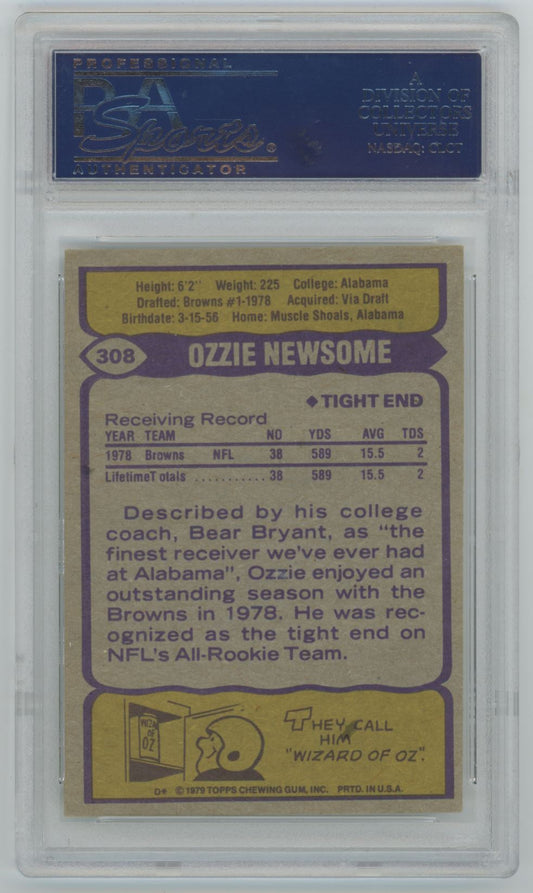 PROFESSIONAL
PSA
Sports®
AUTHENTICATOR
A
DIVISION OF
COLLECTORS
UNIVERSE
NASDAQ: CLCT
Height: 6'2" Weight: 225 College: Alabama
Drafted: Browns #1-1978 Acquired: Via Draft
Birthdate: 3-15-56 Home: Muscle Shoals, Alabama
308 OZZIE NEWSOME
◆ TIGHT END
Receiving Record
YEAR TEAM NO YDS AVG TDS
1978 Browns NFL 38 589 15.5 2
LifetimeTotals ........... 38 589 15.5 2
Described by his college
coach, Bear Bryant, as "the
finest receiver we've ever had
at Alabama", Ozzie enjoyed an
outstanding season with the
Browns in 1978. He was rec-
ognized as the tight end on
NFL's All-Rookie Team.
WIZARD
OF
OZ
THEY CALL
HIM
"WIZARD OF OZ".
D* © 1979 TOPPS CHEWING GUM, INC. PRTD. IN U.S.A.